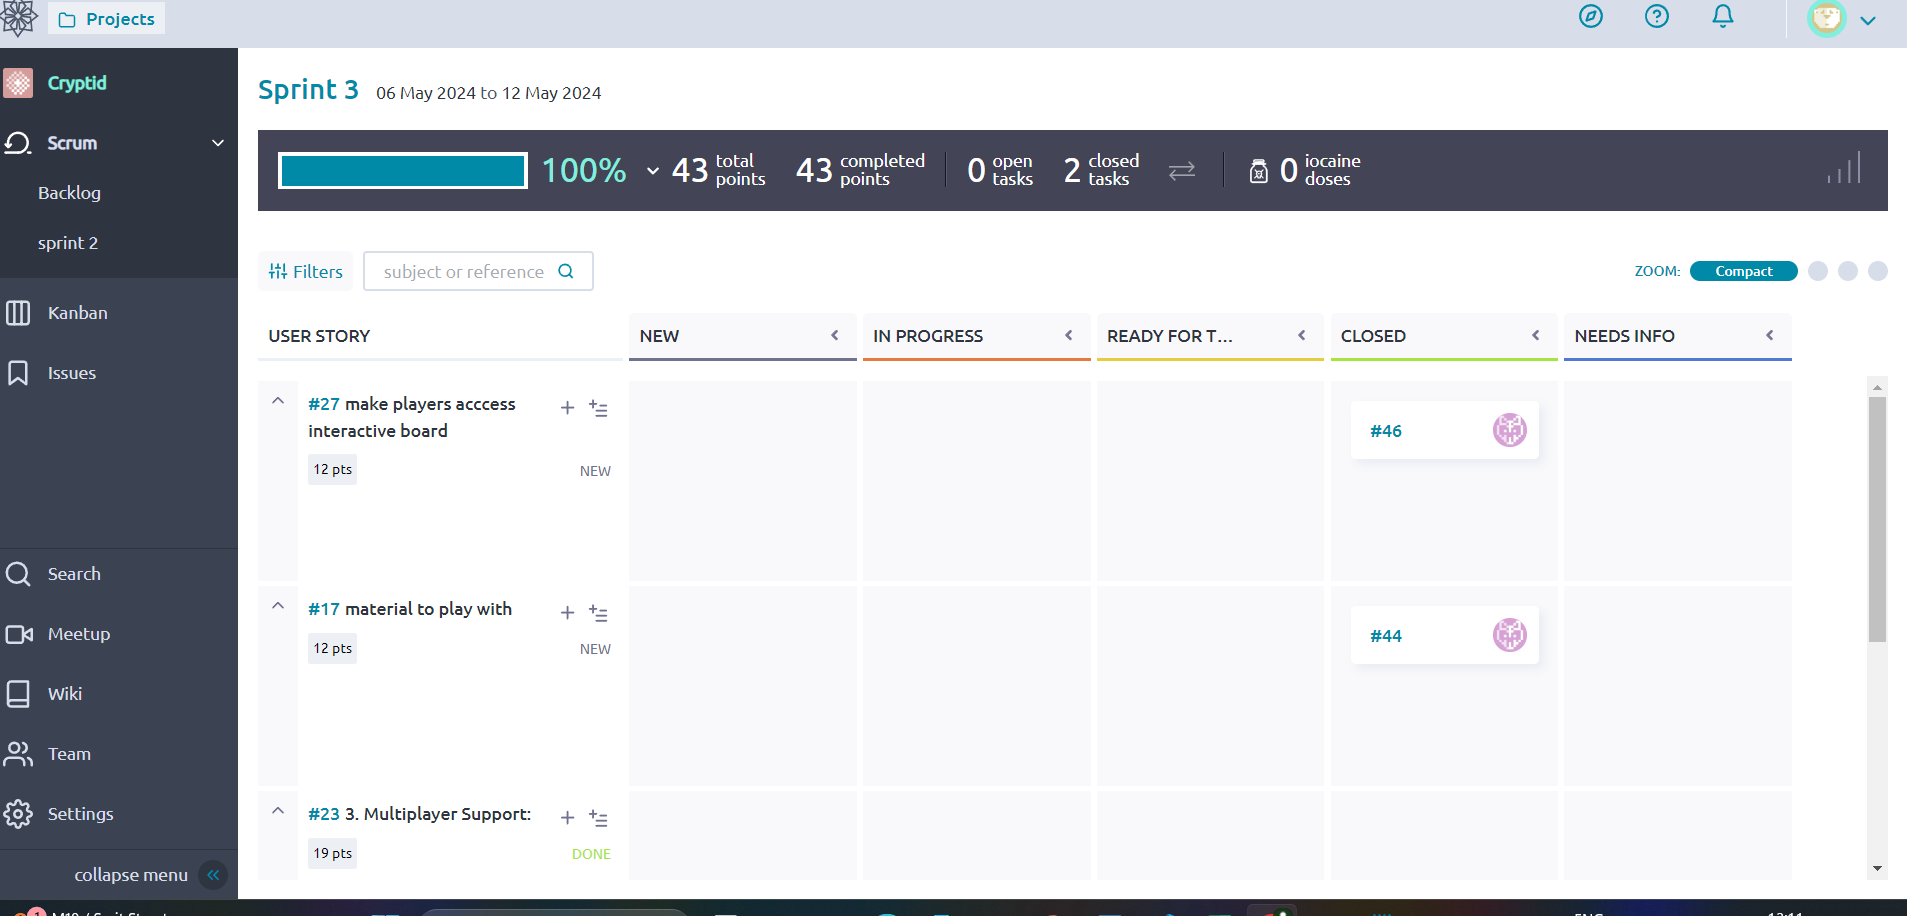 Projects
Cryptid
Scrum
Backlog
sprint 2
Kanban
Issues
Search
Meetup
Wiki
Team
Settings
collapse menu
Sprint 3 06 May 2024 to 12 May 2024
100% 43 total points 43 completed points 0 open tasks 2 closed tasks 0 iocaine doses
Filters subject or reference
ZOOM: Compact
USER STORY NEW IN PROGRESS READY FOR T... CLOSED NEEDS INFO
#27 make players acccess
interactive board
12 pts NEW
#46
#17 material to play with
12 pts NEW
#44
#23 3. Multiplayer Support:
19 pts DONE